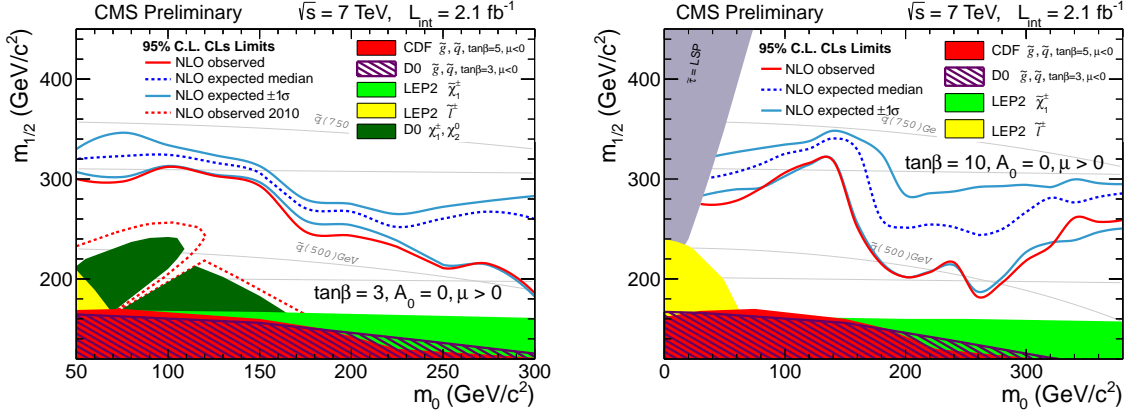 CMS Preliminary
√s = 7 TeV, L_int = 2.1 fb⁻¹
m_1/2 (GeV/c²)
400
300
200
95% C.L. CLs Limits
NLO observed
NLO expected median
NLO expected ±1σ
NLO observed 2010
CDF g̃, q̃, tanβ=5, μ<0
D0 g̃, q̃, tanβ=3, μ<0
LEP2 χ̃₁±
LEP2 l̃±
D0 χ₁±, χ₂⁰
q̃(750
q̃(500)GeV
tanβ = 3, A₀ = 0, μ > 0
50 100 150 200 250 300
m₀ (GeV/c²)
CMS Preliminary
√s = 7 TeV, L_int = 2.1 fb⁻¹
m_1/2 (GeV/c²)
400
300
200
τ̃ = LSP
95% C.L. CLs Limits
NLO observed
NLO expected median
NLO expected ±1σ
CDF g̃, q̃, tanβ=5, μ<0
D0 g̃, q̃, tanβ=3, μ<0
LEP2 χ̃₁±
LEP2 l̃±
q̃(750)Ge
q̃(500)GeV
tanβ = 10, A₀ = 0, μ > 0
0 100 200 300
m₀ (GeV/c²)